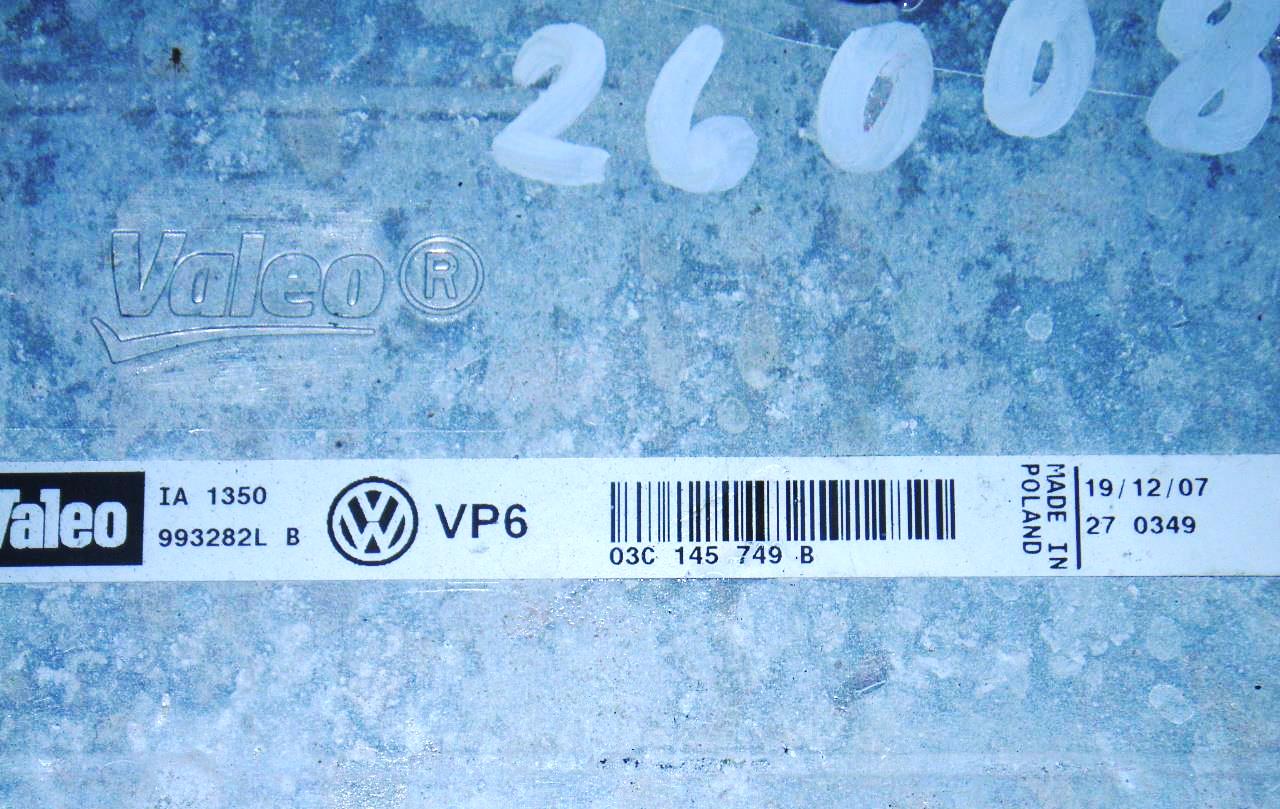 26008
Valeo®
Valeo
IA 1350
993282L B
VP6
03C 145 749 B
MADE IN
POLAND
19/12/07
27 0349